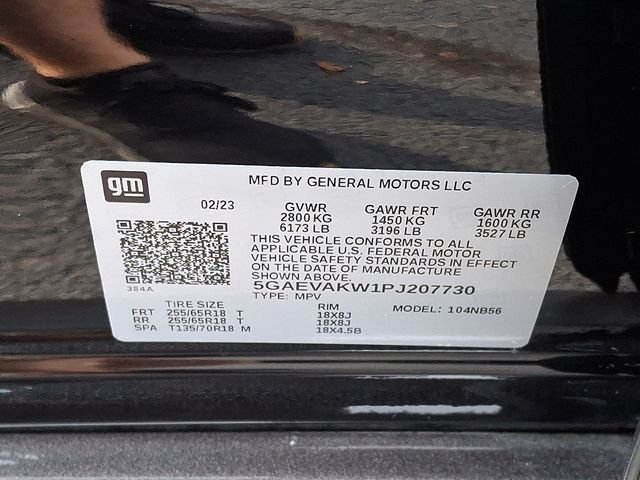 gm
MFD BY GENERAL MOTORS LLC
02/23 GVWR GAWR FRT GAWR RR
2800 KG 1450 KG 1600 KG
6173 LB 3196 LB 3527 LB
THIS VEHICLE CONFORMS TO ALL
APPLICABLE U.S. FEDERAL MOTOR
VEHICLE SAFETY STANDARDS IN EFFECT
ON THE DATE OF MANUFACTURE
SHOWN ABOVE.
384A
5GAEVAKW1PJ207730
TYPE: MPV
TIRE SIZE RIM MODEL: 104NB56
FRT 255/65R18 T 18X8J
RR 255/65R18 T 18X8J
SPA T135/70R18 M 18X4.5B